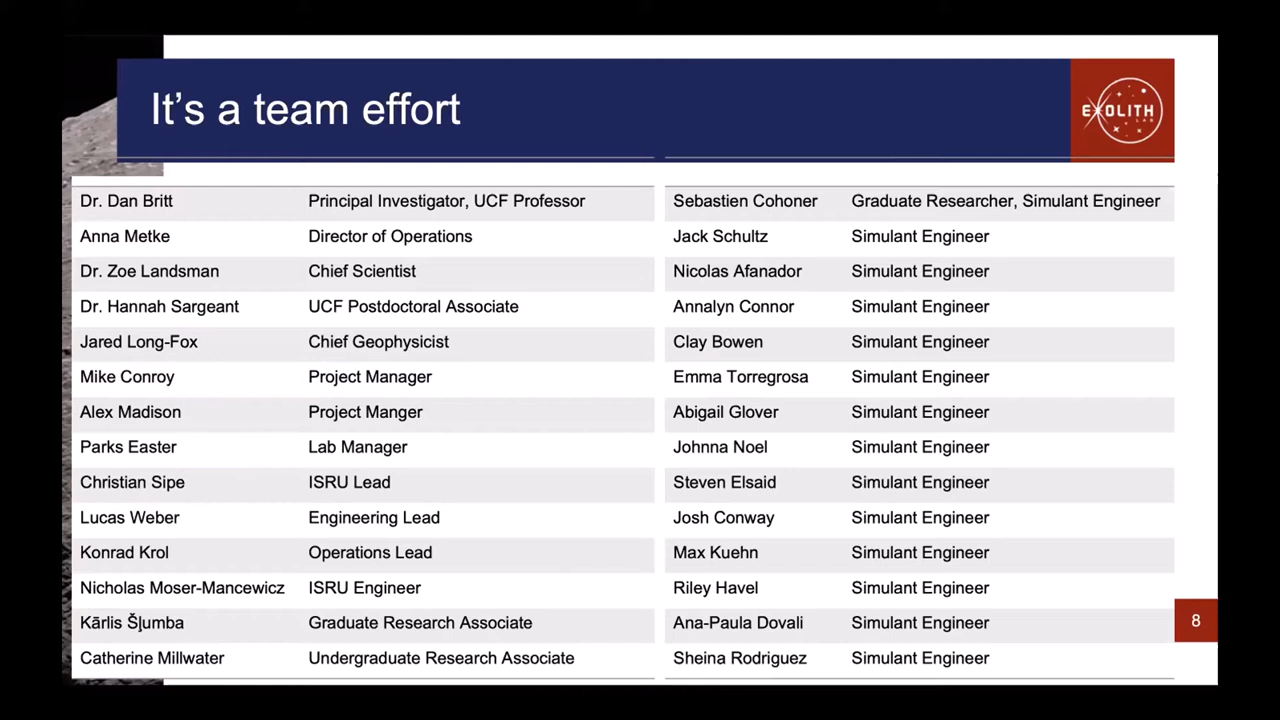 It's a team effort
EXOLITH
LAB
Dr. Dan Britt Principal Investigator, UCF Professor
Anna Metke Director of Operations
Dr. Zoe Landsman Chief Scientist
Dr. Hannah Sargeant UCF Postdoctoral Associate
Jared Long-Fox Chief Geophysicist
Mike Conroy Project Manager
Alex Madison Project Manger
Parks Easter Lab Manager
Christian Sipe ISRU Lead
Lucas Weber Engineering Lead
Konrad Krol Operations Lead
Nicholas Moser-Mancewicz ISRU Engineer
Kārlis Šļumba Graduate Research Associate
Catherine Millwater Undergraduate Research Associate
Sebastien Cohoner Graduate Researcher, Simulant Engineer
Jack Schultz Simulant Engineer
Nicolas Afanador Simulant Engineer
Annalyn Connor Simulant Engineer
Clay Bowen Simulant Engineer
Emma Torregrosa Simulant Engineer
Abigail Glover Simulant Engineer
Johnna Noel Simulant Engineer
Steven Elsaid Simulant Engineer
Josh Conway Simulant Engineer
Max Kuehn Simulant Engineer
Riley Havel Simulant Engineer
Ana-Paula Dovali Simulant Engineer
Sheina Rodriguez Simulant Engineer
8